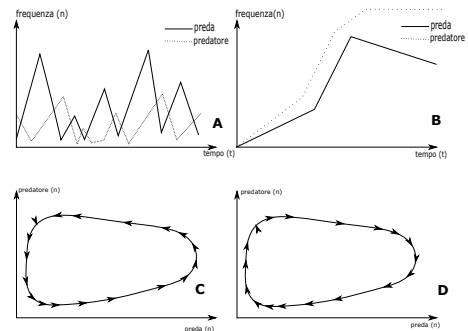 frequenza (n)
preda
predatore
A
tempo (t)
frequenza(n)
preda
predatore
B
tempo (t)
predatore (n)
C
preda (n)
predatore (n)
D
preda (n)